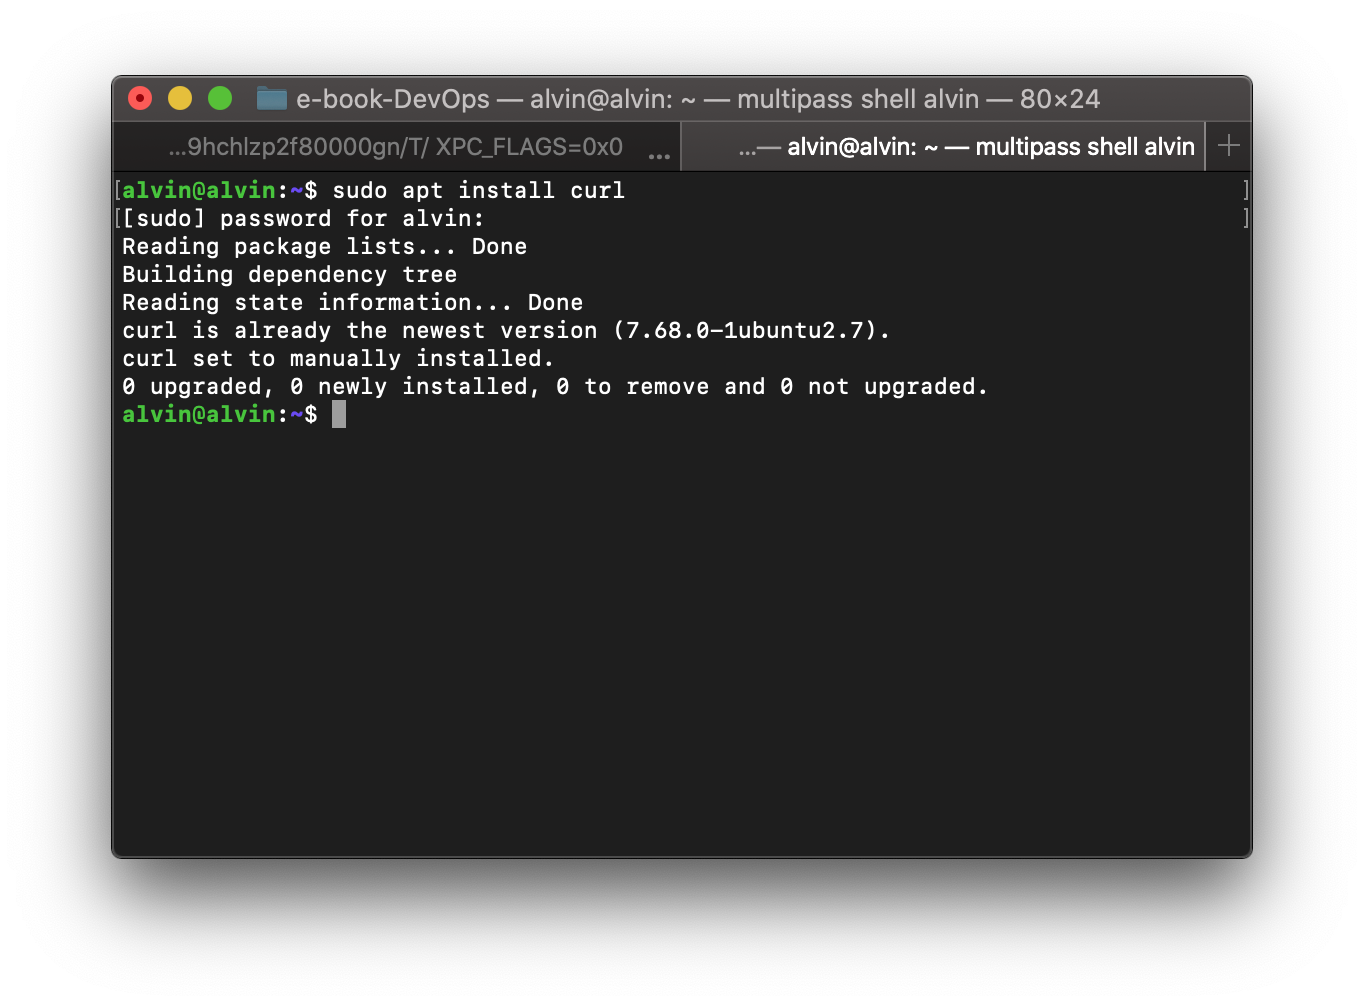 e-book-DevOps — alvin@alvin: ~ — multipass shell alvin — 80×24
...9hchlzp2f80000gn/T/ XPC_FLAGS=0x0 ...
...— alvin@alvin: ~ — multipass shell alvin +
[alvin@alvin:~$ sudo apt install curl ]
[[sudo] password for alvin: ]
Reading package lists... Done
Building dependency tree
Reading state information... Done
curl is already the newest version (7.68.0-1ubuntu2.7).
curl set to manually installed.
0 upgraded, 0 newly installed, 0 to remove and 0 not upgraded.
alvin@alvin:~$